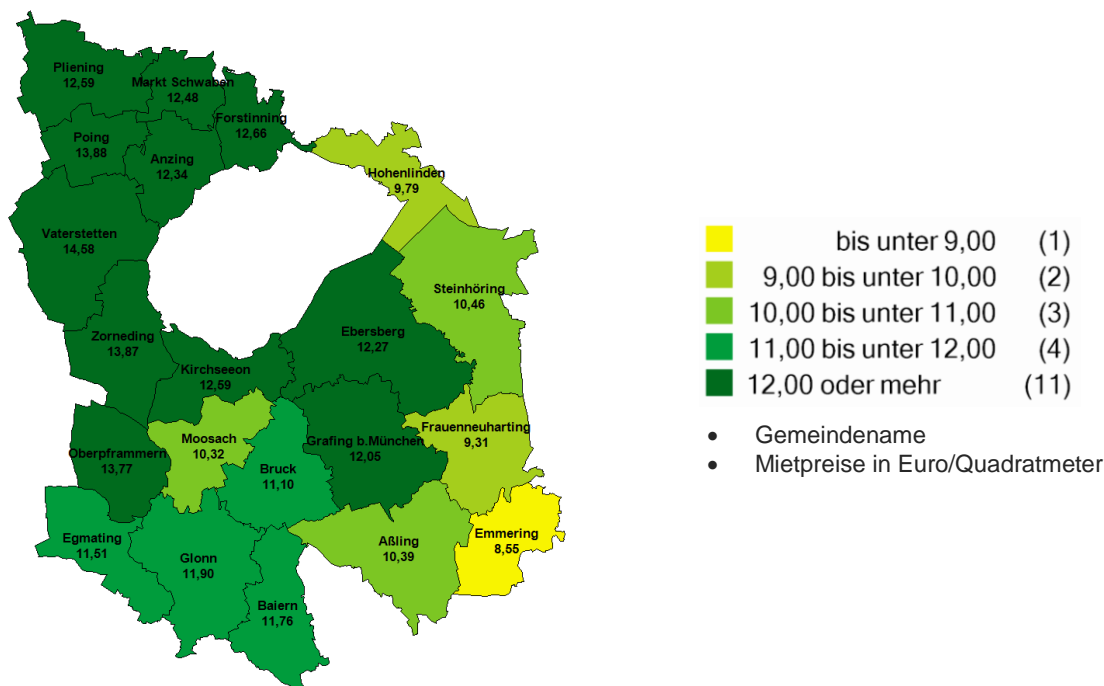 Pliening
12,59
Markt Schwaben
12,48
Forstinning
12,66
Poing
13,88
Anzing
12,34
Hohenlinden
9,79
Vaterstetten
14,58
Steinhöring
10,46
Zorneding
13,87
Ebersberg
12,27
Kirchseeon
12,59
Moosach
10,32
Grafing b.München
12,05
Frauenneuharting
9,31
Oberpframmern
13,77
Bruck
11,10
Egmating
11,51
Glonn
11,90
Aßling
10,39
Emmering
8,55
Baiern
11,76
bis unter 9,00 (1)
9,00 bis unter 10,00 (2)
10,00 bis unter 11,00 (3)
11,00 bis unter 12,00 (4)
12,00 oder mehr (11)
• Gemeindename
• Mietpreise in Euro/Quadratmeter